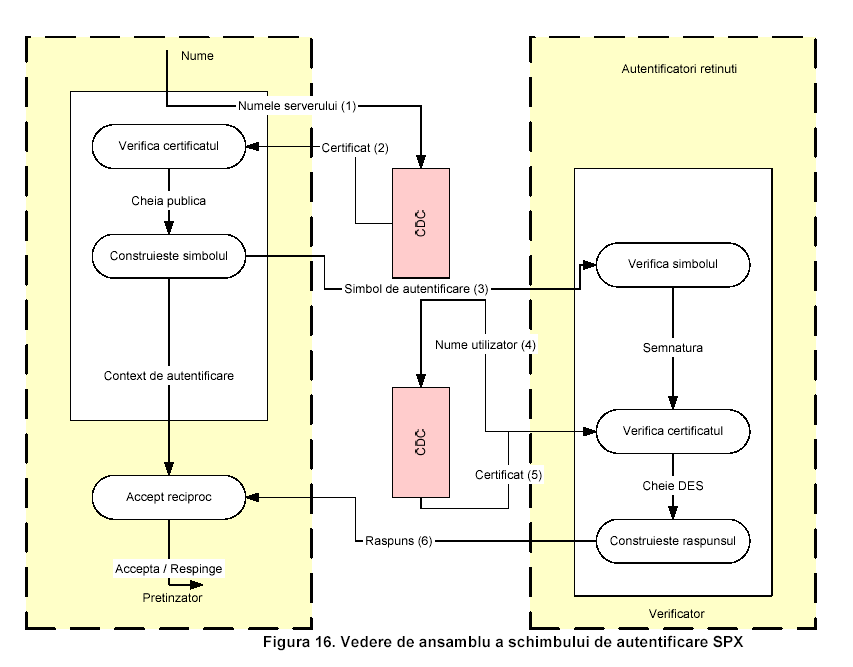 Nume
Autentificatori retinuti
Numele serverului (1)
Verifica certificatul
Certificat (2)
Cheia publica
CDC
Construieste simbolul
Verifica simbolul
Simbol de autentificare (3)
Nume utilizator (4)
Semnatura
Context de autentificare
CDC
Verifica certificatul
Certificat (5)
Cheie DES
Accept reciproc
Raspuns (6)
Construieste raspunsul
Accepta / Respinge
Pretinzator
Verificator
Figura 16. Vedere de ansamblu a schimbului de autentificare SPX